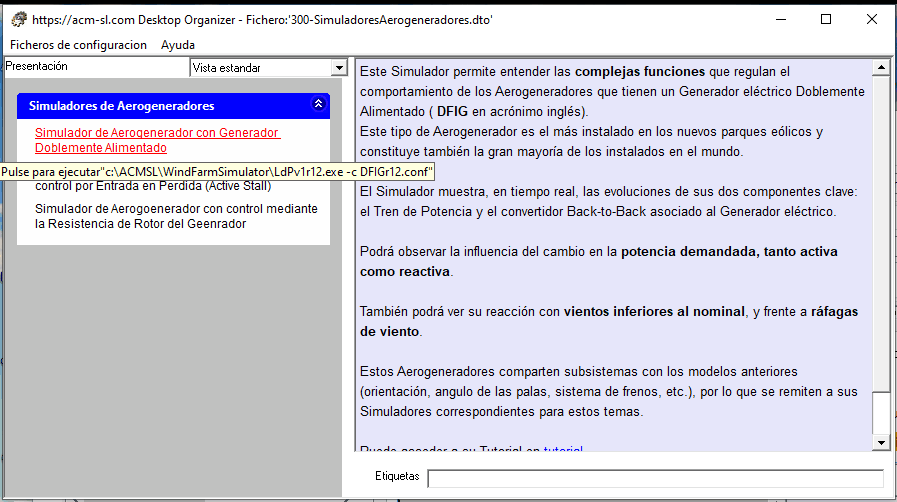 https://acm-sl.com Desktop Organizer - Fichero:'300-SimuladoresAerogeneradores.dto'
Ficheros de configuracion Ayuda
Presentación
Vista estandar
Simuladores de Aerogeneradores
Simulador de Aerogenerador con Generador
Doblemente Alimentado
Pulse para ejecutar"c:\ACMSL\WindFarmSimulator\LdPv1r12.exe -c DFIGr12.conf"
control por Entrada en Perdida (Active Stall)
Simulador de Aerogoenerador con control mediante
la Resistencia de Rotor del Geenrador
Este Simulador permite entender las complejas funciones que regulan el
comportamiento de los Aerogeneradores que tienen un Generador eléctrico Doblemente
Alimentado ( DFIG en acrónimo inglés).
Este tipo de Aerogenerador es el más instalado en los nuevos parques eólicos y
constituye también la gran mayoría de los instalados en el mundo.
El Simulador muestra, en tiempo real, las evoluciones de sus dos componentes clave:
el Tren de Potencia y el convertidor Back-to-Back asociado al Generador eléctrico.
Podrá observar la influencia del cambio en la potencia demandada, tanto activa
como reactiva.
También podrá ver su reacción con vientos inferiores al nominal, y frente a ráfagas
de viento.
Estos Aerogeneradores comparten subsistemas con los modelos anteriores
(orientación, angulo de las palas, sistema de frenos, etc.), por lo que se remiten a sus
Simuladores correspondientes para estos temas.
Puede acceder a su Tutorial en tutorial
Etiquetas